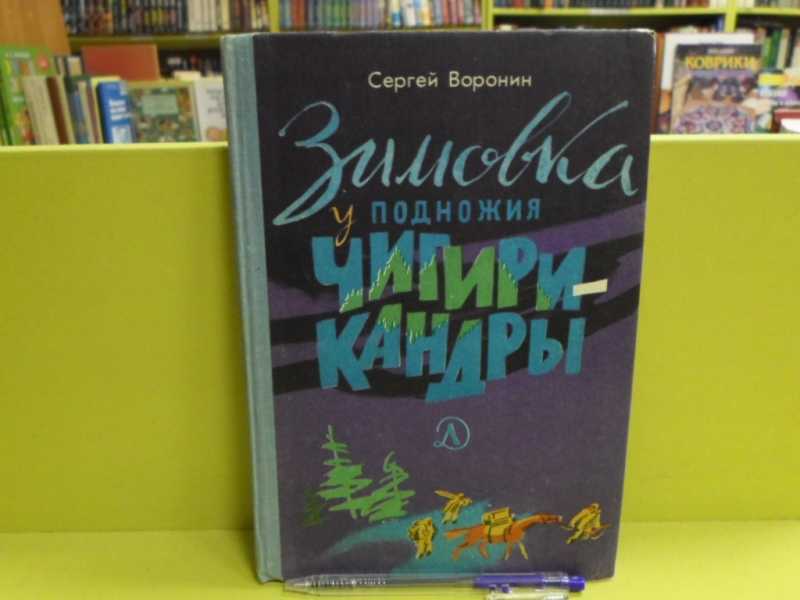 Сергей Воронин
Зимовка
у ПОДНОЖИЯ
ЧИГИРИ-
КАНДРЫ
Д
КОВРИКИ